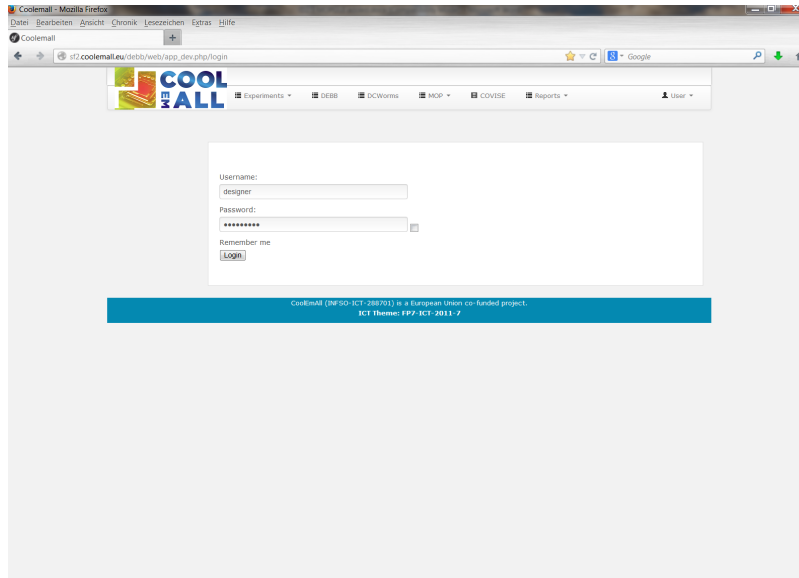 Coolemall - Mozilla Firefox
Datei Bearbeiten Ansicht Chronik Lesezeichen Extras Hilfe
Coolemall
sf2.coolemall.eu/debb/web/app_dev.php/login
Google
COOL
EM ALL
Experiments DEBB DCWorms MOP COVISE Reports User
Username:
designer
Password:
Remember me
Login
CoolEmAll (INFSO-ICT-288701) is a European Union co-funded project.
ICT Theme: FP7-ICT-2011-7